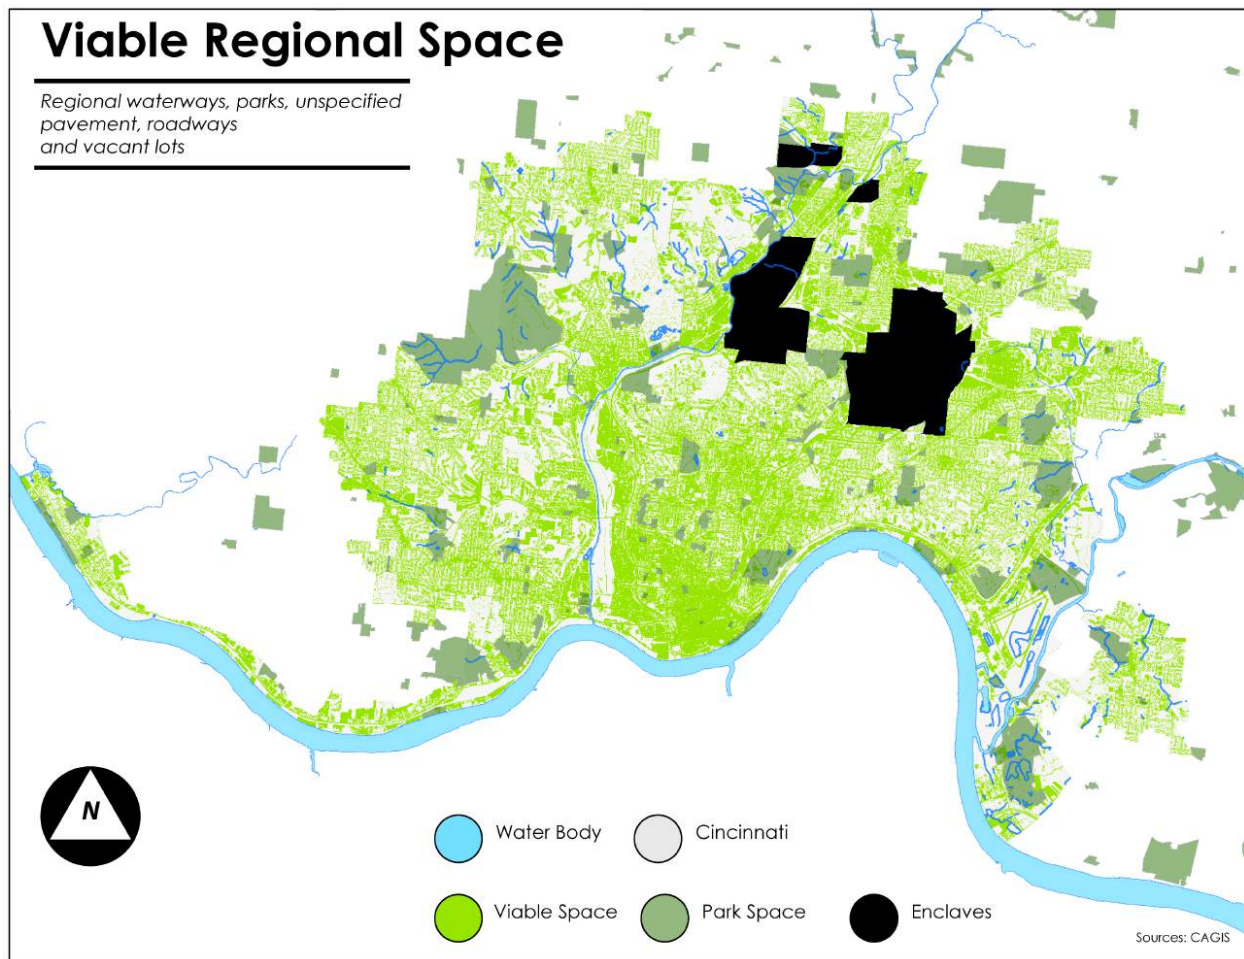 Viable Regional Space
Regional waterways, parks, unspecified
pavement, roadways
and vacant lots
N
Water Body
Cincinnati
Viable Space
Park Space
Enclaves
Sources: CAGIS